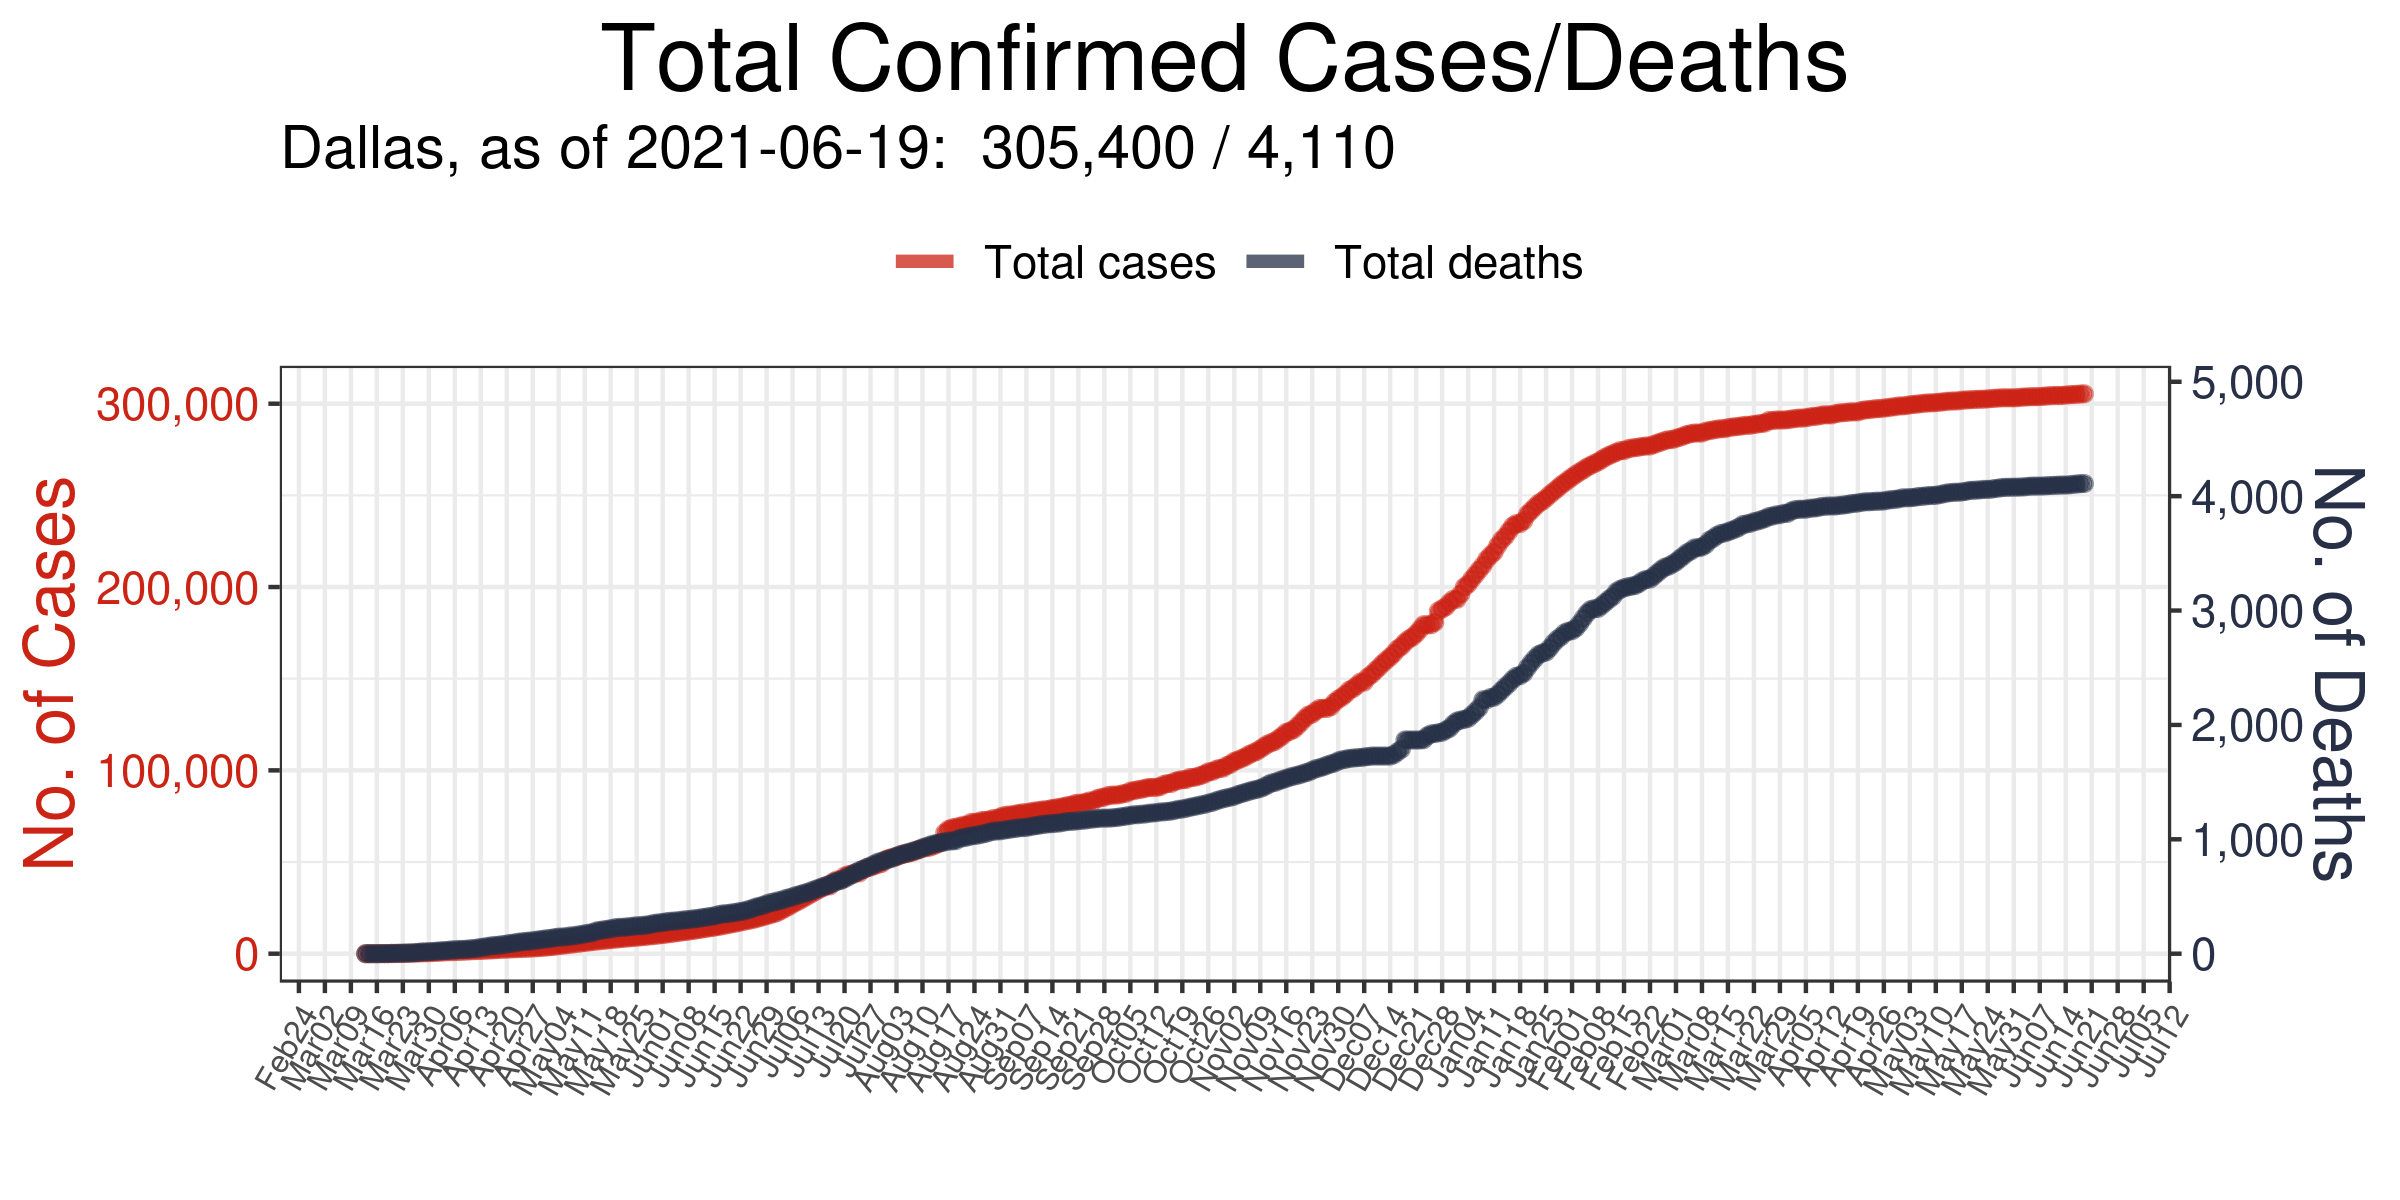 Total Confirmed Cases/Deaths
Dallas, as of 2021-06-19: 305,400 / 4,110
Total cases
Total deaths
No. of Cases
300,000
200,000
100,000
0
5,000
4,000
3,000
2,000
1,000
0
No. of Deaths
Feb24
Mar02
Mar09
Mar16
Mar23
Mar30
Apr06
Apr13
Apr20
Apr27
May04
May11
May18
May25
Jun01
Jun08
Jun15
Jun22
Jun29
Jul06
Jul13
Jul20
Jul27
Aug03
Aug10
Aug17
Aug24
Aug31
Sep07
Sep14
Sep21
Sep28
Oct05
Oct12
Oct19
Oct26
Nov02
Nov09
Nov16
Nov23
Nov30
Dec07
Dec14
Dec21
Dec28
Jan04
Jan11
Jan18
Jan25
Feb01
Feb08
Feb15
Feb22
Mar01
Mar08
Mar15
Mar22
Mar29
Apr05
Apr12
Apr19
Apr26
May03
May10
May17
May24
May31
Jun07
Jun14
Jun21
Jun28
Jul05
Jul12